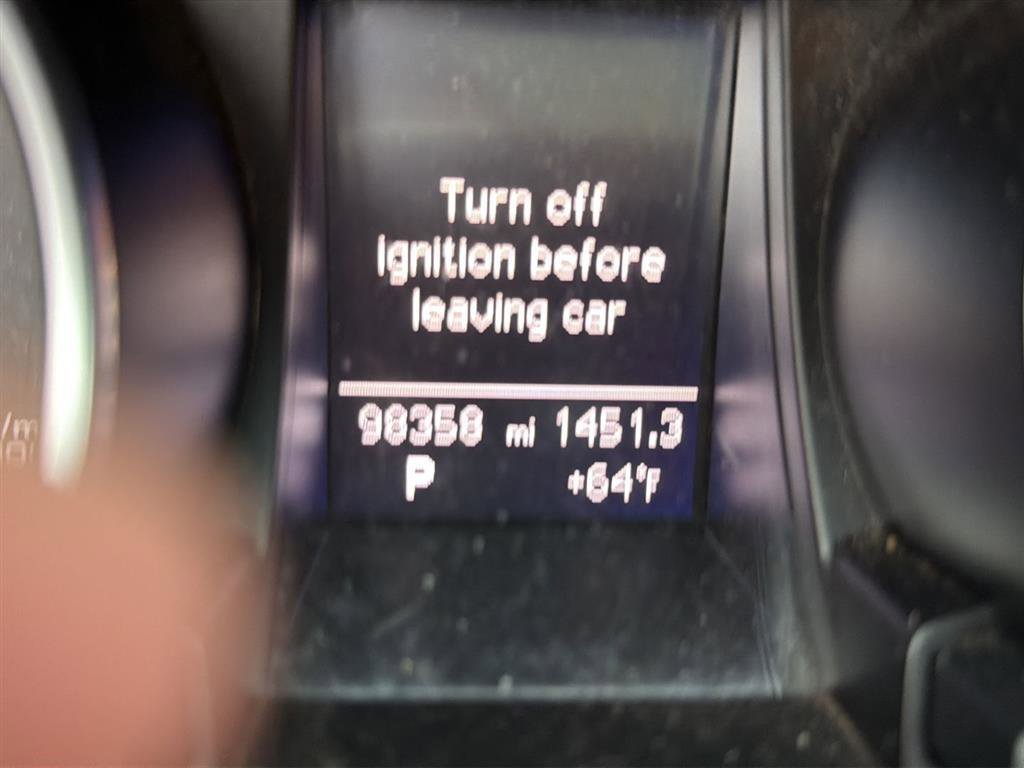 Turn off
ignition before
leaving car
98358 mi 1451.3
P +64°F